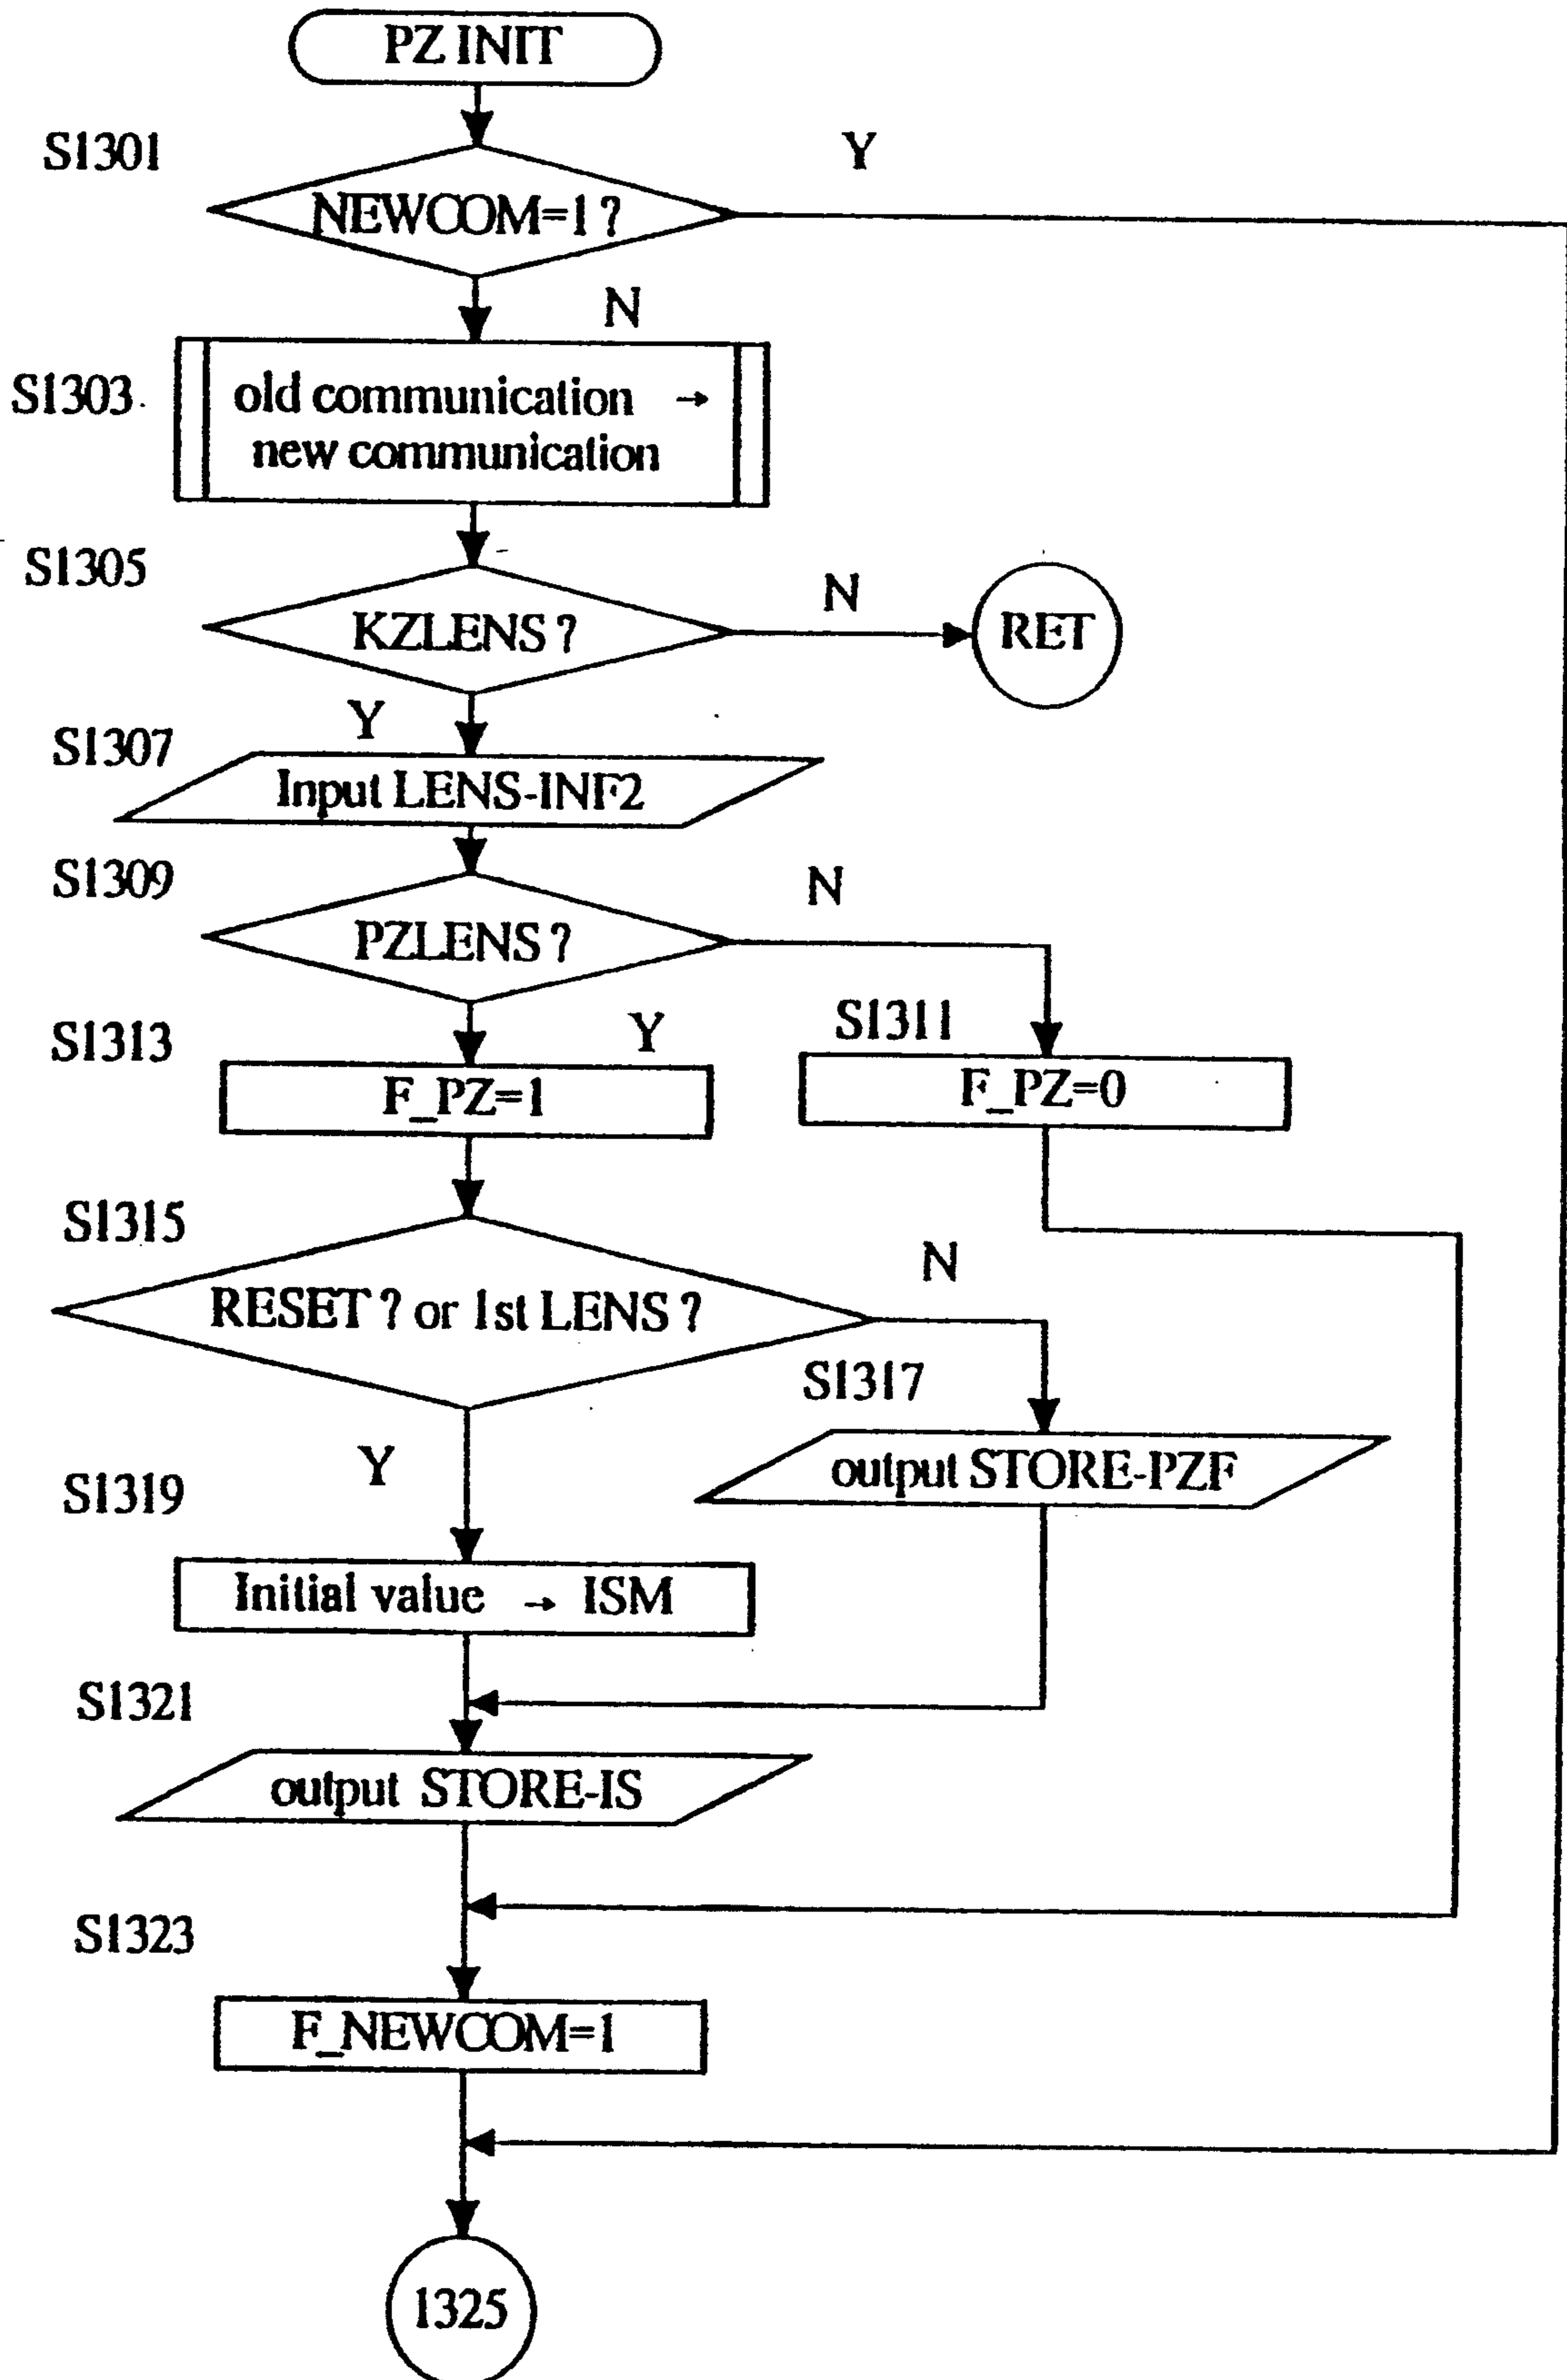 PZ INIT
S1301
Y
NEWCOM=1 ?
N
S1303
old communication →
new communication
S1305
KZLENS ?
N
RET
Y
S1307
Input LENS-INF2
S1309
N
PZLENS ?
S1313
Y
S1311
F_PZ=1
F_PZ=0
S1315
N
RESET ? or 1st LENS ?
S1317
Y
output STORE-PZF
S1319
Initial value → ISM
S1321
output STORE-IS
S1323
F_NEWCOM=1
1325